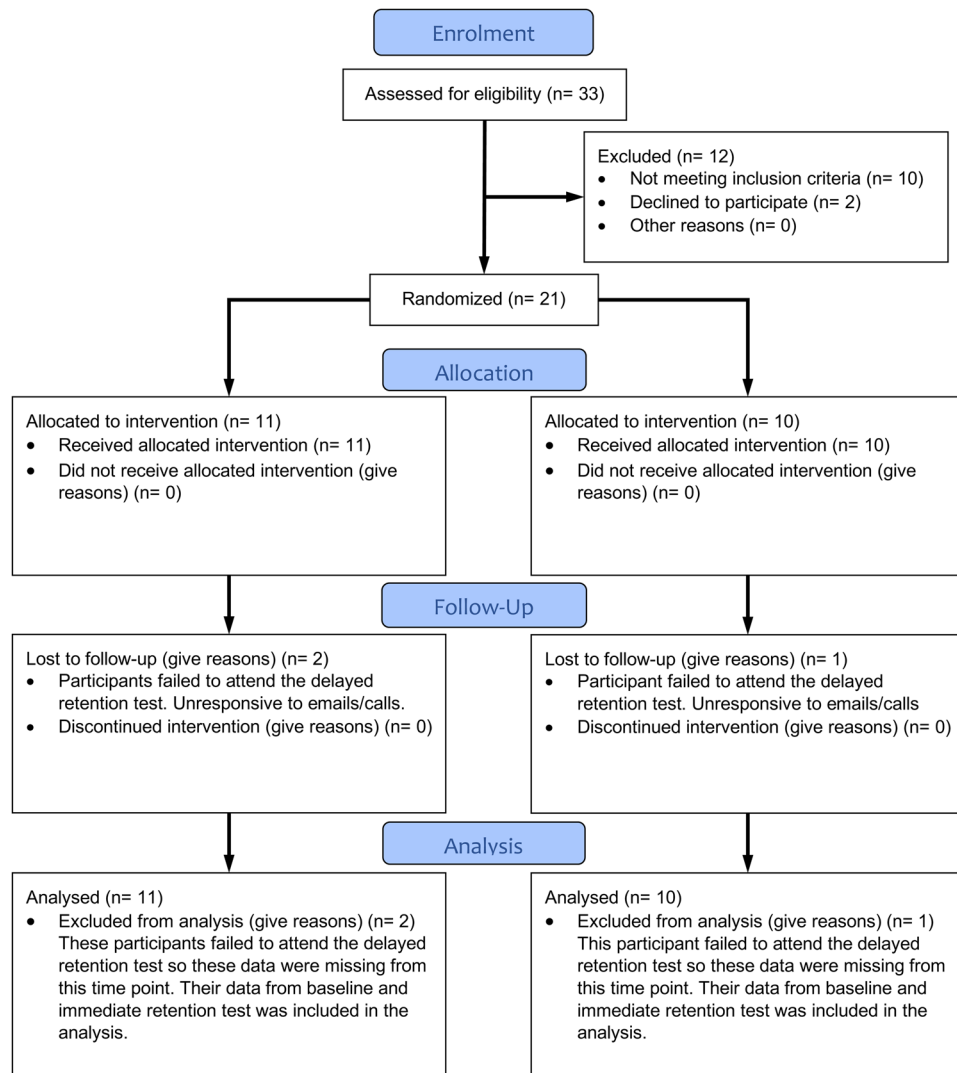 Enrolment
Assessed for eligibility (n= 33)
Excluded (n= 12)
• Not meeting inclusion criteria (n= 10)
• Declined to participate (n= 2)
• Other reasons (n= 0)
Randomized (n= 21)
Allocation
Allocated to intervention (n= 11)
• Received allocated intervention (n= 11)
• Did not receive allocated intervention (give
reasons) (n= 0)
Allocated to intervention (n= 10)
• Received allocated intervention (n= 10)
• Did not receive allocated intervention (give
reasons) (n= 0)
Follow-Up
Lost to follow-up (give reasons) (n= 2)
• Participants failed to attend the delayed
retention test. Unresponsive to emails/calls.
• Discontinued intervention (give reasons) (n= 0)
Lost to follow-up (give reasons) (n= 1)
• Participant failed to attend the delayed
retention test. Unresponsive to emails/calls
• Discontinued intervention (give reasons) (n= 0)
Analysis
Analysed (n= 11)
• Excluded from analysis (give reasons) (n= 2)
These participants failed to attend the delayed
retention test so these data were missing from
this time point. Their data from baseline and
immediate retention test was included in the
analysis.
Analysed (n= 10)
• Excluded from analysis (give reasons) (n= 1)
This participant failed to attend the delayed
retention test so these data were missing from
this time point. Their data from baseline and
immediate retention test was included in the
analysis.